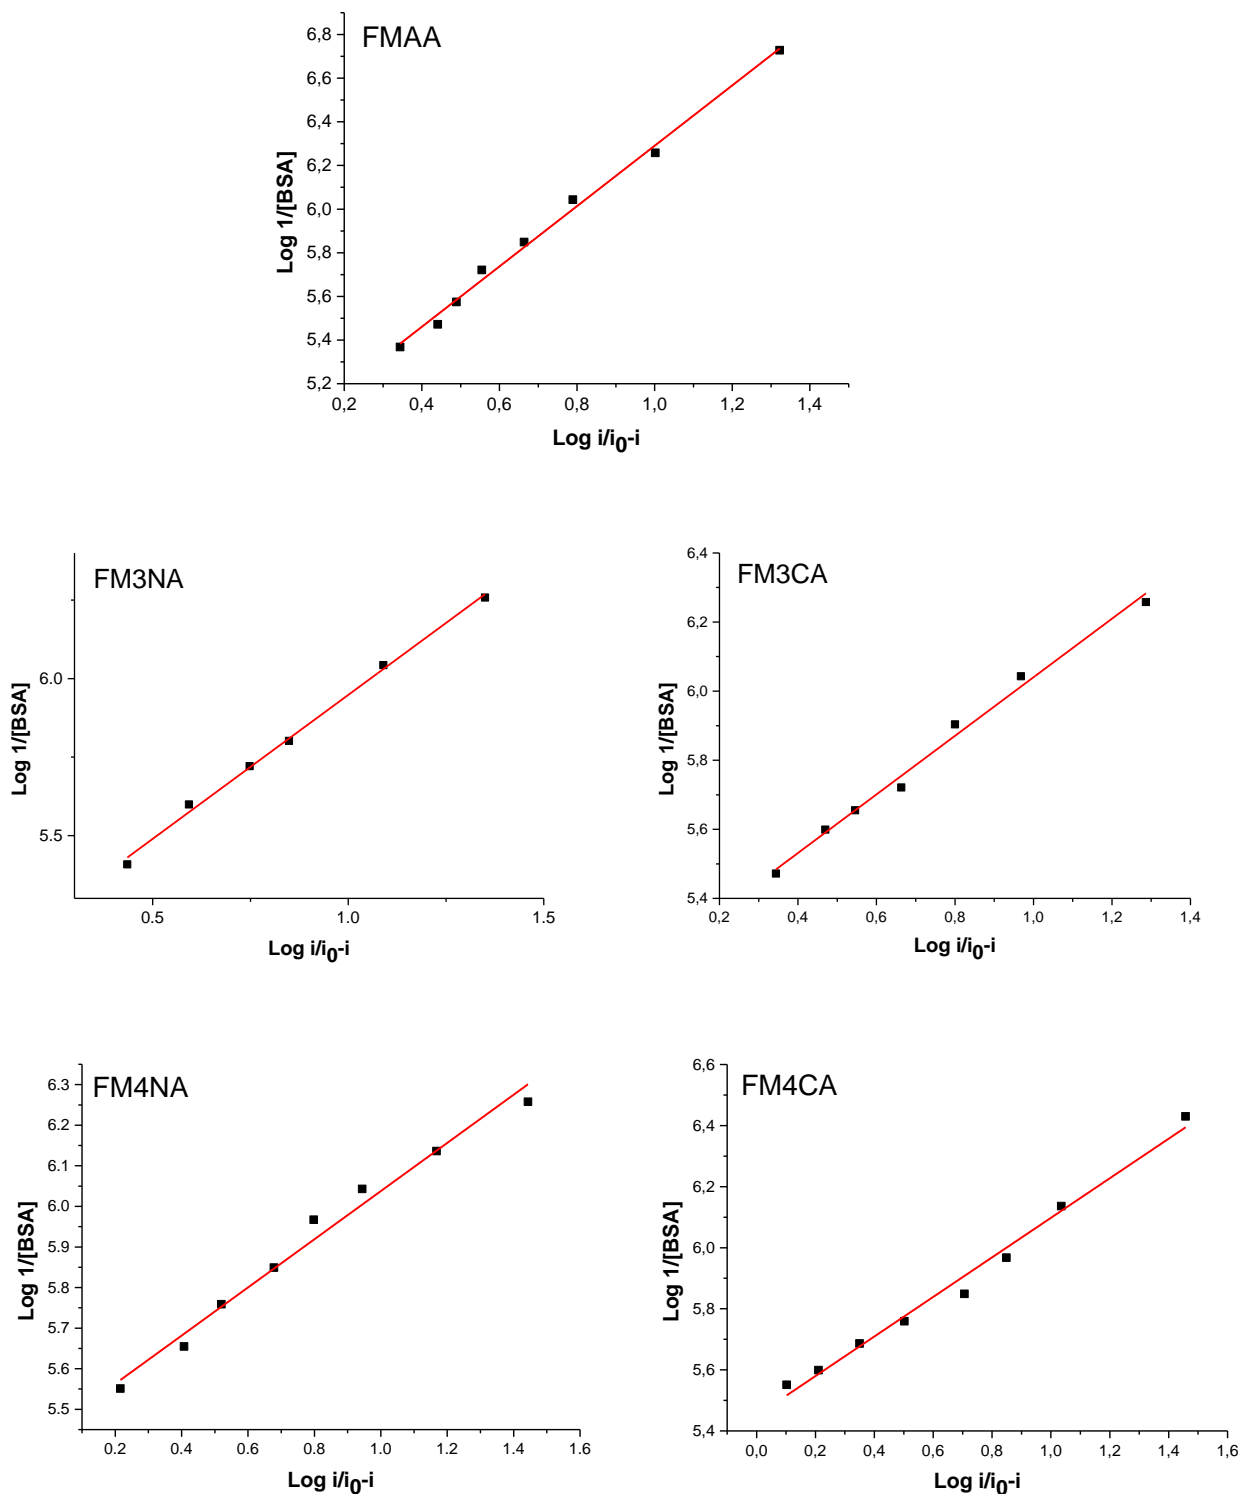 FMAA
6,8
6,6
6,4
6,2
6,0
5,8
5,6
5,4
5,2
Log 1/[BSA]
0,2 0,4 0,6 0,8 1,0 1,2 1,4
Log i/i0-i
FM3NA
6.0
5.5
Log 1/[BSA]
0.5 1.0 1.5
Log i/i0-i
FM3CA
6,4
6,2
6,0
5,8
5,6
5,4
Log 1/[BSA]
0,2 0,4 0,6 0,8 1,0 1,2 1,4
Log i/i0-i
FM4NA
6.3
6.2
6.1
6.0
5.9
5.8
5.7
5.6
5.5
Log 1/[BSA]
0.2 0.4 0.6 0.8 1.0 1.2 1.4 1.6
Log i/i0-i
FM4CA
6,6
6,4
6,2
6,0
5,8
5,6
5,4
Log 1/[BSA]
0,0 0,2 0,4 0,6 0,8 1,0 1,2 1,4 1,6
Log i/i0-i